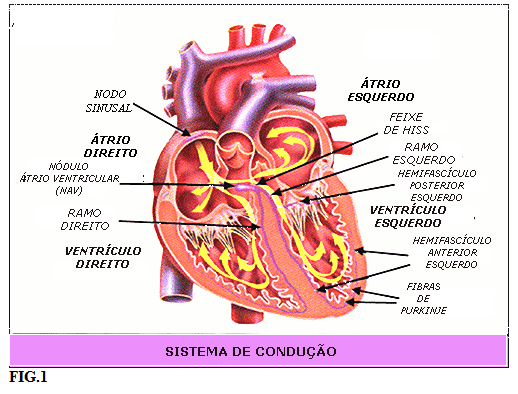 NODO
SINUSAL
ÁTRIO
DIREITO
NÓDULO
ÁTRIO VENTRICULAR
(NAV)
RAMO
DIREITO
VENTRÍCULO
DIREITO
ÁTRIO
ESQUERDO
FEIXE
DE HISS
RAMO
ESQUERDO
HEMIFASCÍCULO
POSTERIOR
ESQUERDO
VENTRÍCULO
ESQUERDO
HEMIFASCÍCULO
ANTERIOR
ESQUERDO
FIBRAS
DE
PURKINJE
SISTEMA DE CONDUÇÃO
FIG.1